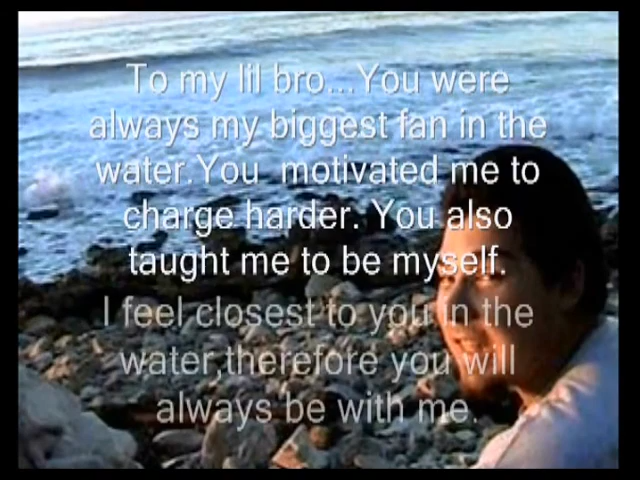 To my lil bro...You were
always my biggest fan in the
water.You  motivated me to
charge harder. You also
taught me to be myself.
I feel closest to you in the
water,therefore you will
always be with me.